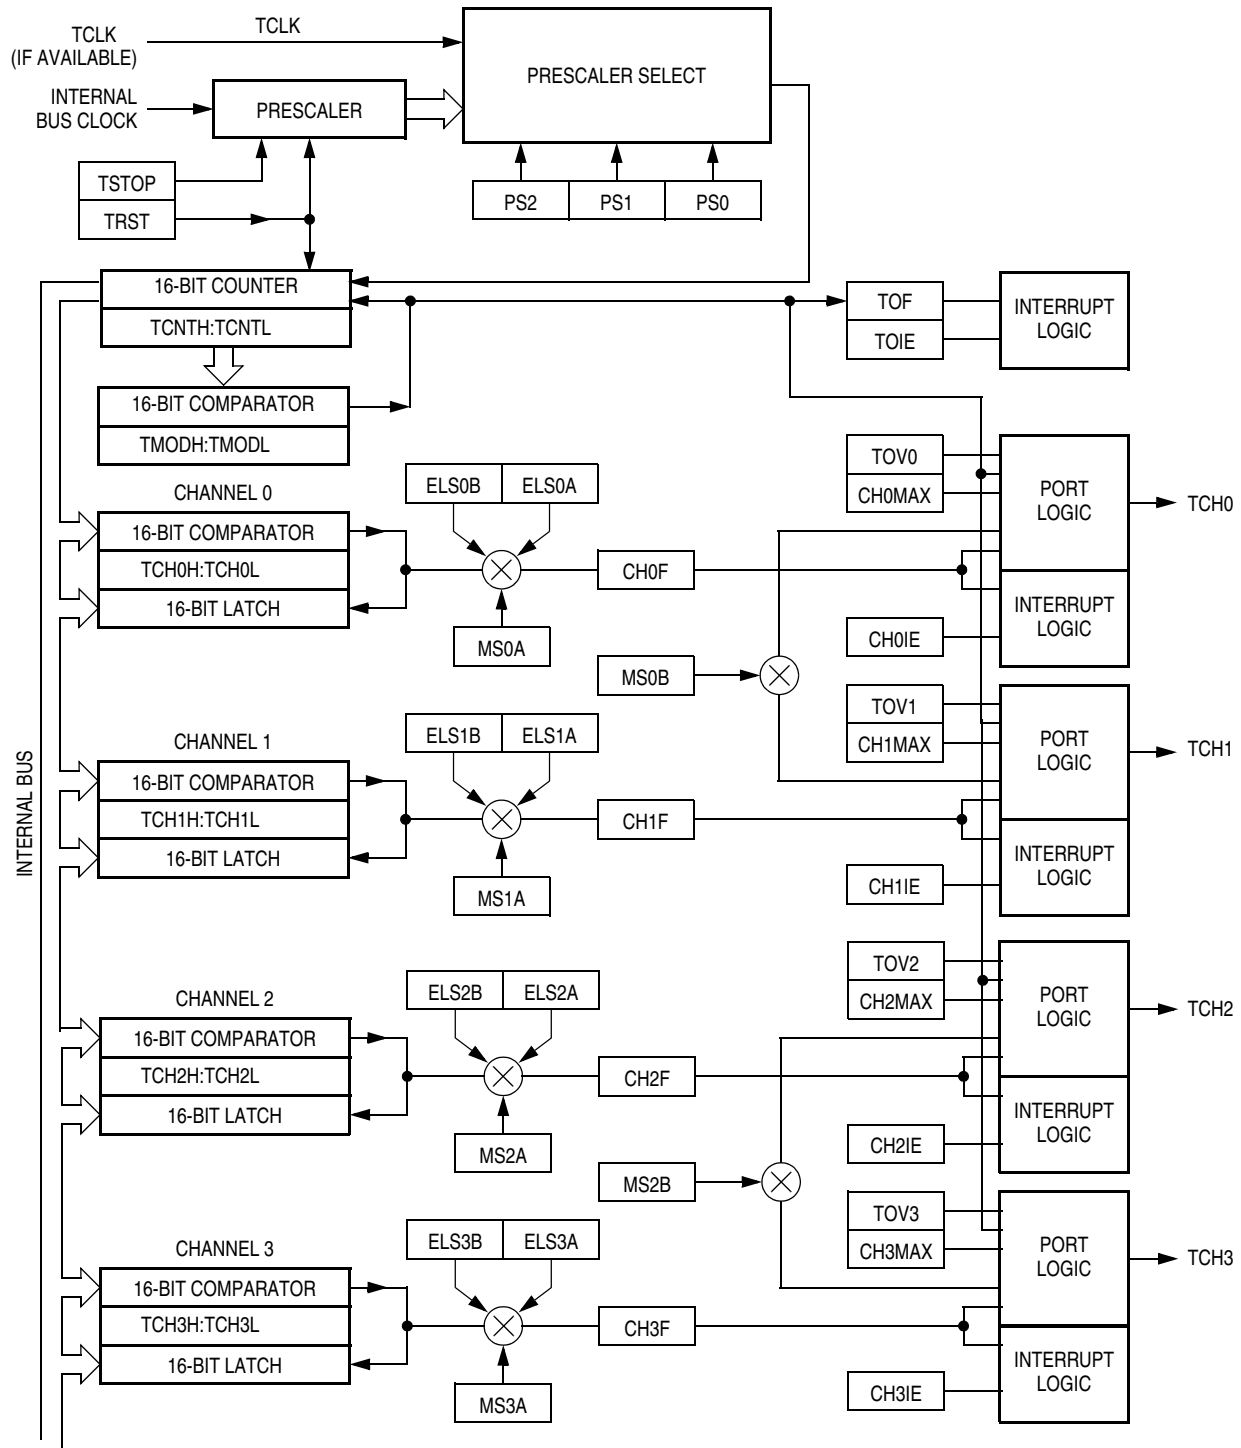 TCLK
(IF AVAILABLE)
TCLK
PRESCALER SELECT
INTERNAL
BUS CLOCK
PRESCALER
TSTOP
TRST
PS2
PS1
PS0
16-BIT COUNTER
TCNTH:TCNTL
16-BIT COMPARATOR
TMODH:TMODL
TOF
TOIE
INTERRUPT
LOGIC
INTERNAL BUS
CHANNEL 0
16-BIT COMPARATOR
TCH0H:TCH0L
16-BIT LATCH
ELS0B
ELS0A
MS0A
CH0F
MS0B
TOV0
CH0MAX
CH0IE
PORT
LOGIC
INTERRUPT
LOGIC
TCH0
CHANNEL 1
16-BIT COMPARATOR
TCH1H:TCH1L
16-BIT LATCH
ELS1B
ELS1A
MS1A
CH1F
TOV1
CH1MAX
CH1IE
PORT
LOGIC
INTERRUPT
LOGIC
TCH1
CHANNEL 2
16-BIT COMPARATOR
TCH2H:TCH2L
16-BIT LATCH
ELS2B
ELS2A
MS2A
CH2F
MS2B
TOV2
CH2MAX
CH2IE
PORT
LOGIC
INTERRUPT
LOGIC
TCH2
CHANNEL 3
16-BIT COMPARATOR
TCH3H:TCH3L
16-BIT LATCH
ELS3B
ELS3A
MS3A
CH3F
TOV3
CH3MAX
CH3IE
PORT
LOGIC
INTERRUPT
LOGIC
TCH3